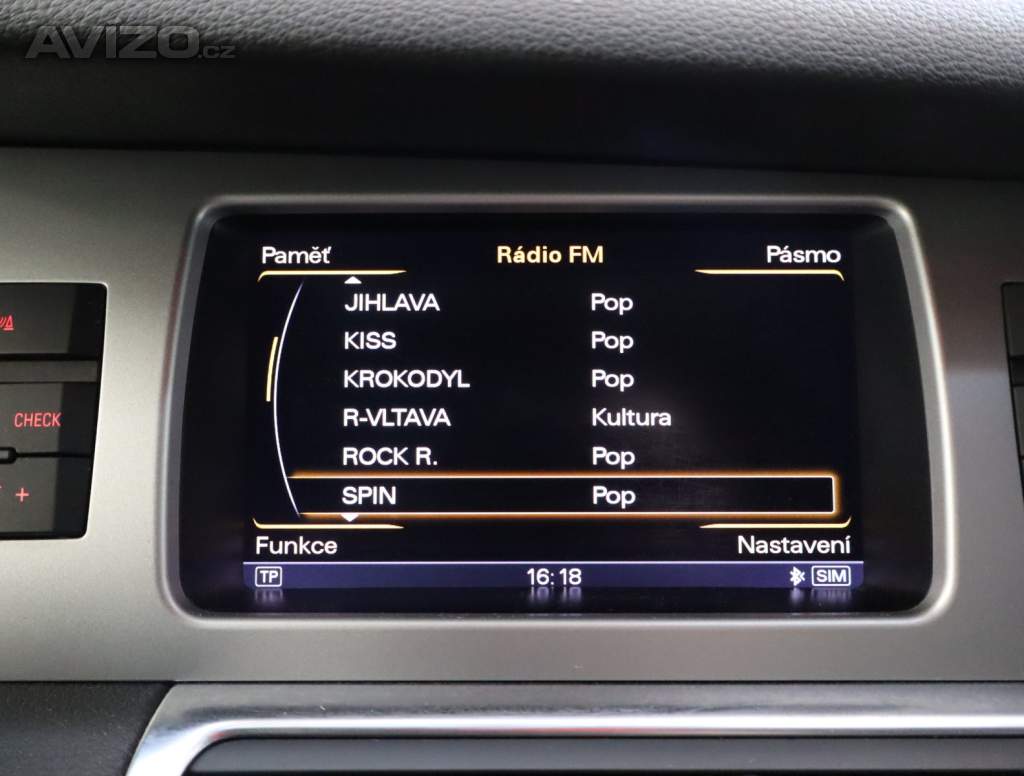 AVIZO.cz
Paměť Rádio FM Pásmo
JIHLAVA Pop
KISS Pop
KROKODYL Pop
R-VLTAVA Kultura
ROCK R. Pop
SPIN Pop
Funkce Nastavení
TP 16:18 SIM
CHECK
+